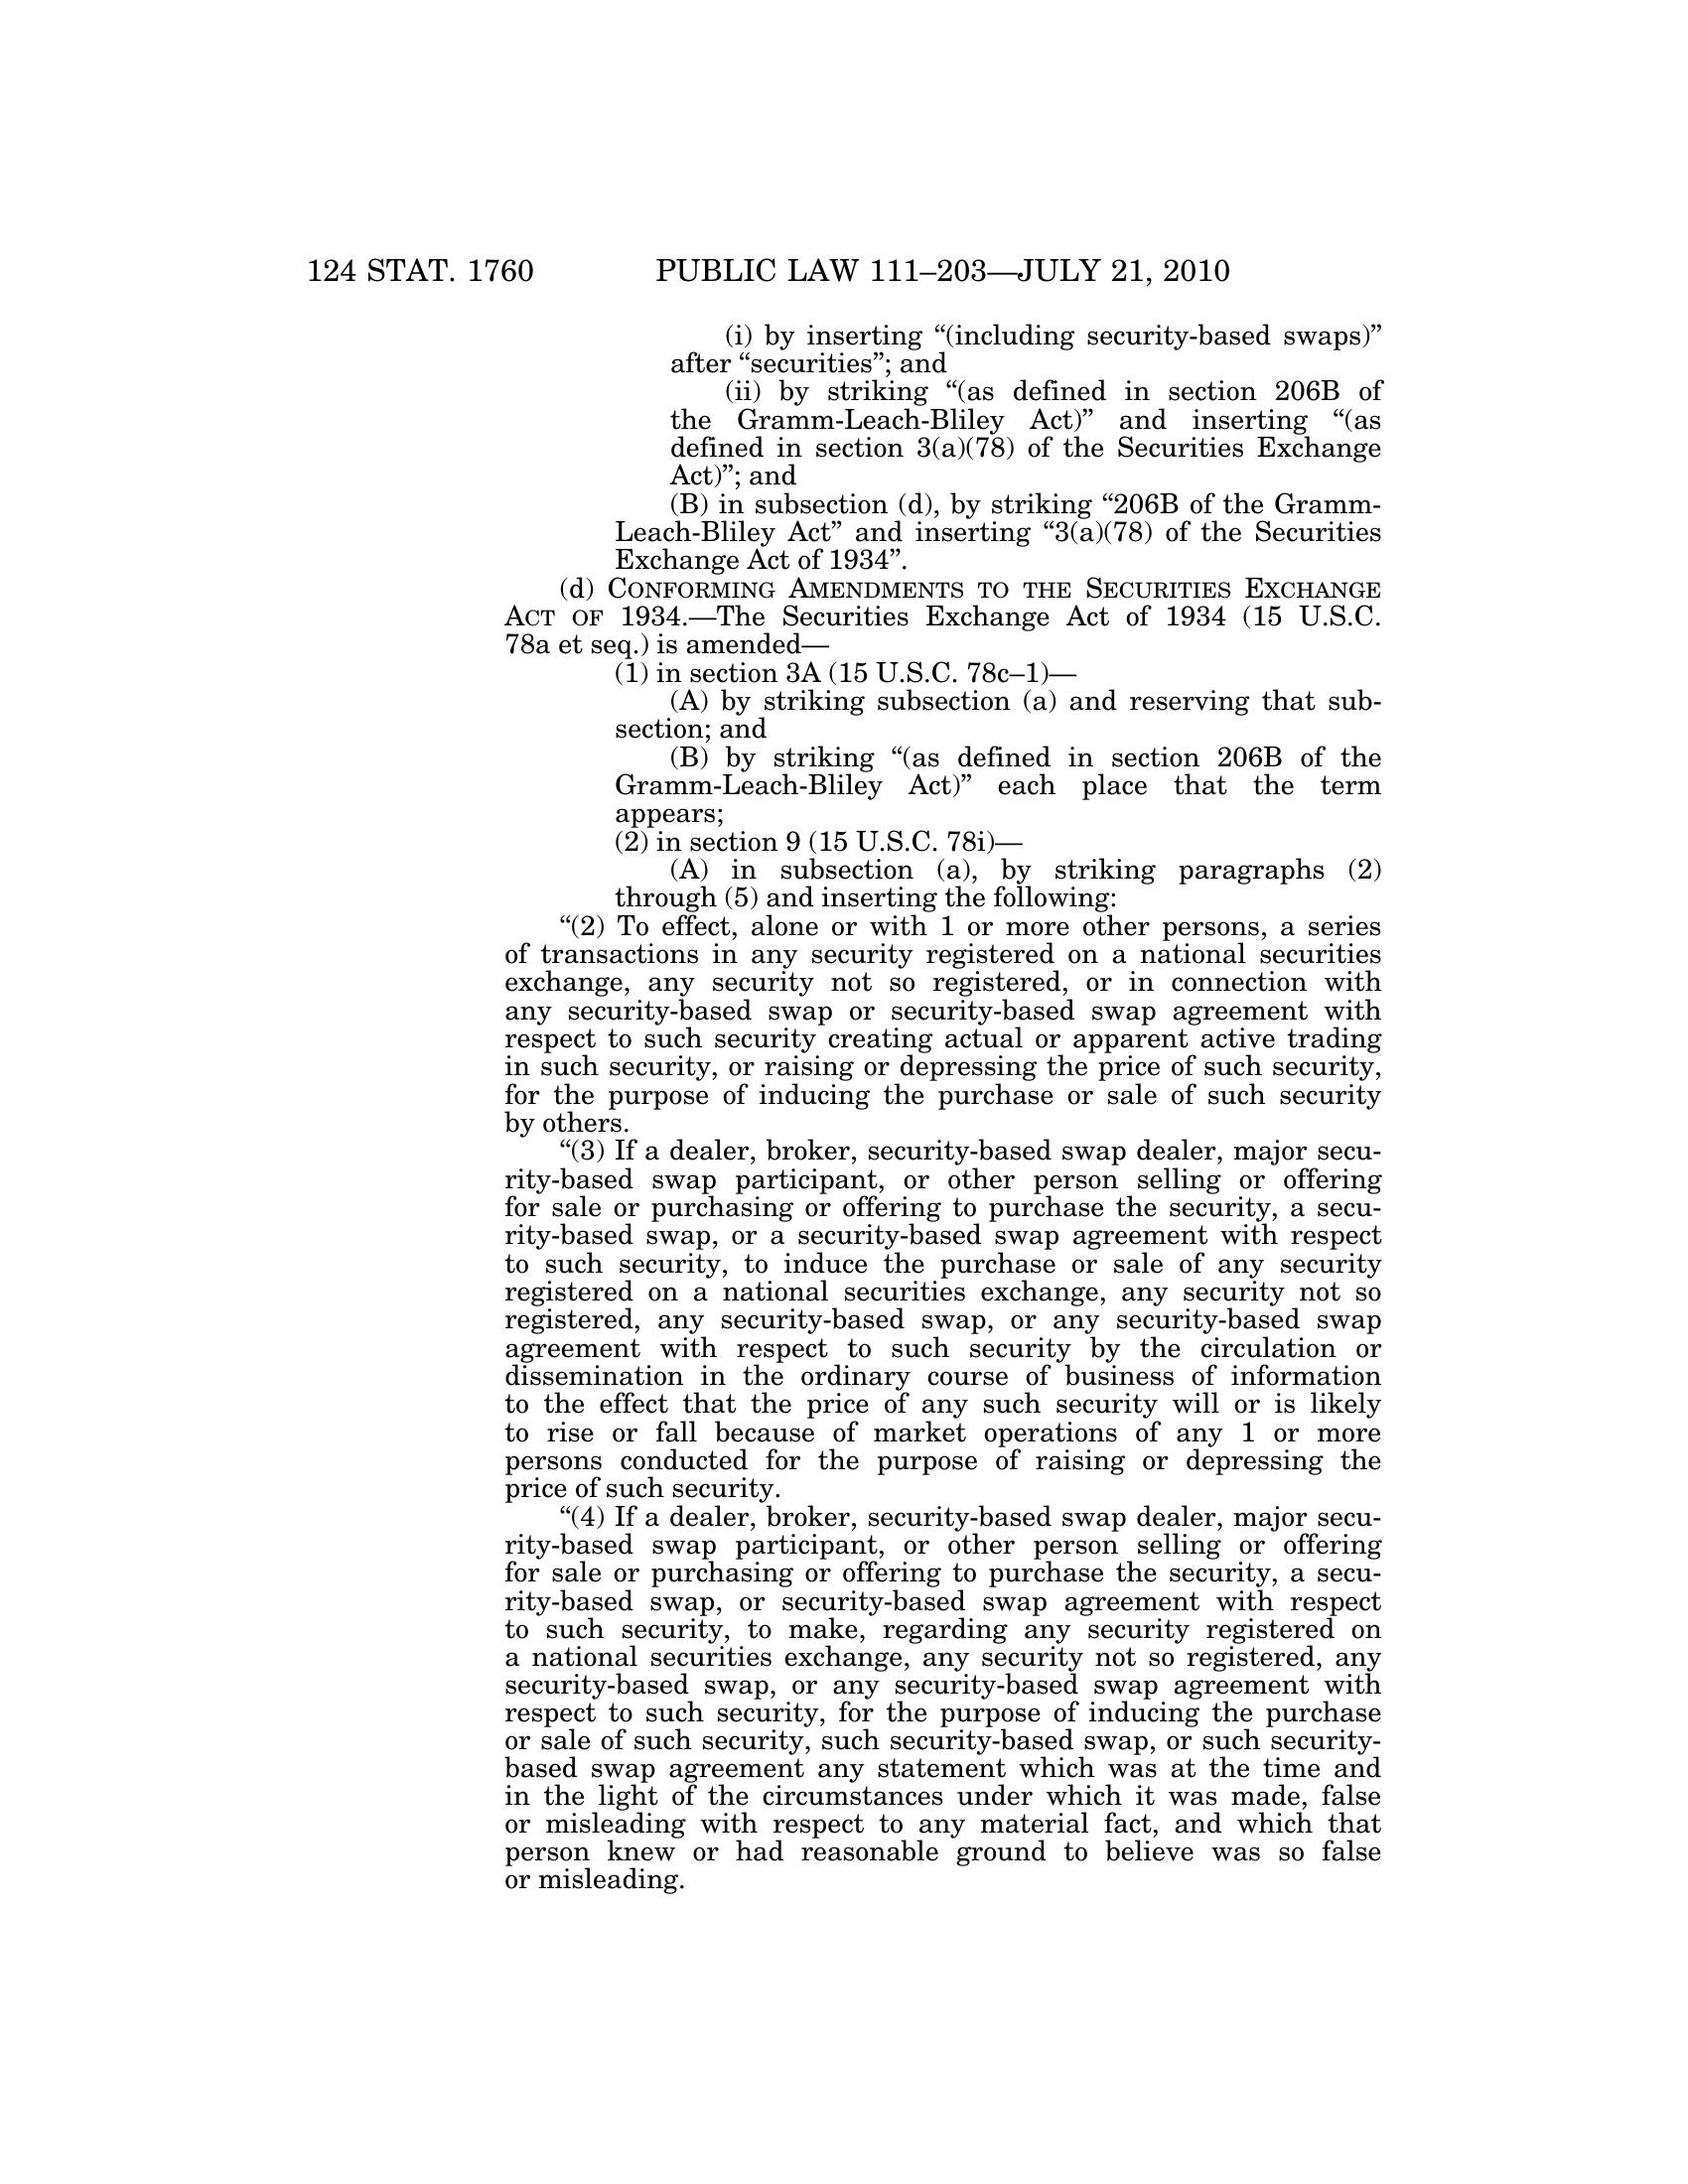 124 STAT. 1760 PUBLIC LAW 111–203—JULY 21, 2010
(i) by inserting “(including security-based swaps)”
after “securities”; and
(ii) by striking “(as defined in section 206B of
the Gramm-Leach-Bliley Act)” and inserting “(as
defined in section 3(a)(78) of the Securities Exchange
Act)”; and
(B) in subsection (d), by striking “206B of the Gramm-
Leach-Bliley Act” and inserting “3(a)(78) of the Securities
Exchange Act of 1934”.
(d) CONFORMING AMENDMENTS TO THE SECURITIES EXCHANGE
ACT OF 1934.—The Securities Exchange Act of 1934 (15 U.S.C.
78a et seq.) is amended—
(1) in section 3A (15 U.S.C. 78c–1)—
(A) by striking subsection (a) and reserving that sub-
section; and
(B) by striking “(as defined in section 206B of the
Gramm-Leach-Bliley Act)” each place that the term
appears;
(2) in section 9 (15 U.S.C. 78i)—
(A) in subsection (a), by striking paragraphs (2)
through (5) and inserting the following:
“(2) To effect, alone or with 1 or more other persons, a series
of transactions in any security registered on a national securities
exchange, any security not so registered, or in connection with
any security-based swap or security-based swap agreement with
respect to such security creating actual or apparent active trading
in such security, or raising or depressing the price of such security,
for the purpose of inducing the purchase or sale of such security
by others.
“(3) If a dealer, broker, security-based swap dealer, major secu-
rity-based swap participant, or other person selling or offering
for sale or purchasing or offering to purchase the security, a secu-
rity-based swap, or a security-based swap agreement with respect
to such security, to induce the purchase or sale of any security
registered on a national securities exchange, any security not so
registered, any security-based swap, or any security-based swap
agreement with respect to such security by the circulation or
dissemination in the ordinary course of business of information
to the effect that the price of any such security will or is likely
to rise or fall because of market operations of any 1 or more
persons conducted for the purpose of raising or depressing the
price of such security.
“(4) If a dealer, broker, security-based swap dealer, major secu-
rity-based swap participant, or other person selling or offering
for sale or purchasing or offering to purchase the security, a secu-
rity-based swap, or security-based swap agreement with respect
to such security, to make, regarding any security registered on
a national securities exchange, any security not so registered, any
security-based swap, or any security-based swap agreement with
respect to such security, for the purpose of inducing the purchase
or sale of such security, such security-based swap, or such security-
based swap agreement any statement which was at the time and
in the light of the circumstances under which it was made, false
or misleading with respect to any material fact, and which that
person knew or had reasonable ground to believe was so false
or misleading.